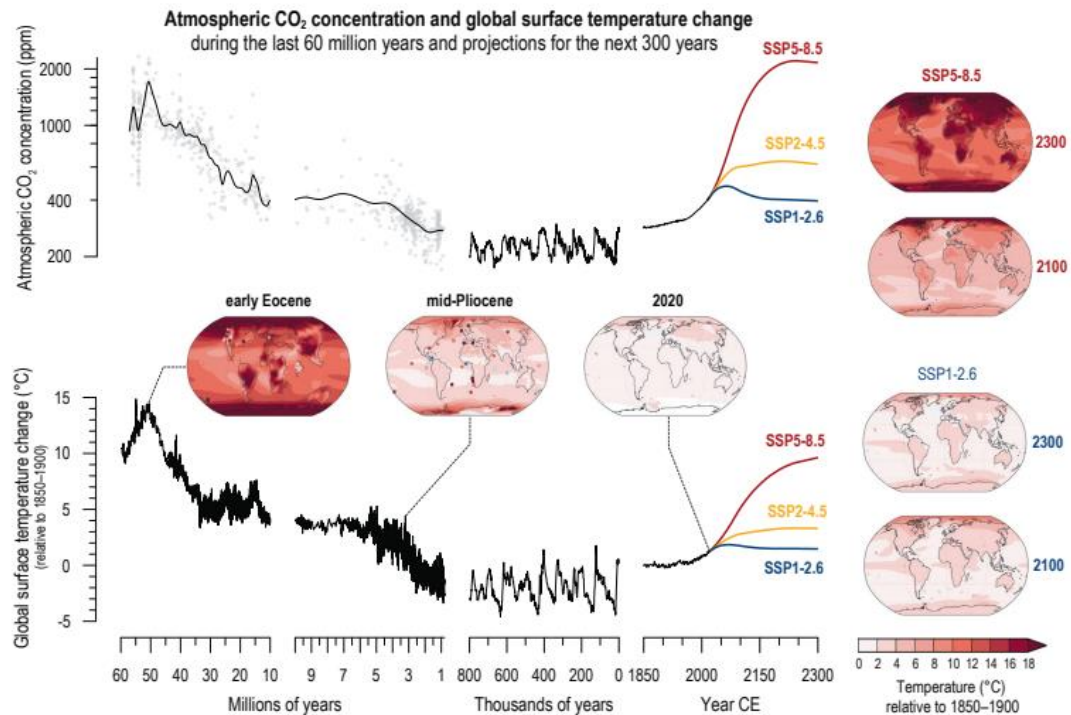 Atmospheric CO₂ concentration and global surface temperature change
during the last 60 million years and projections for the next 300 years
Atmospheric CO₂ concentration (ppm)
2000
1000
400
200
SSP5-8.5
SSP2-4.5
SSP1-2.6
SSP5-8.5
2300
2100
early Eocene
mid-Pliocene
2020
Global surface temperature change (°C)
(relative to 1850–1900)
15
10
5
0
-5
SSP5-8.5
SSP2-4.5
SSP1-2.6
SSP1-2.6
2300
2100
60 50 40 30 20 10
9 7 5 3 1
800 600 400 200 0
1850 2000 2150 2300
Millions of years
Thousands of years
Year CE
0 2 4 6 8 10 12 14 16 18
Temperature (°C)
relative to 1850–1900